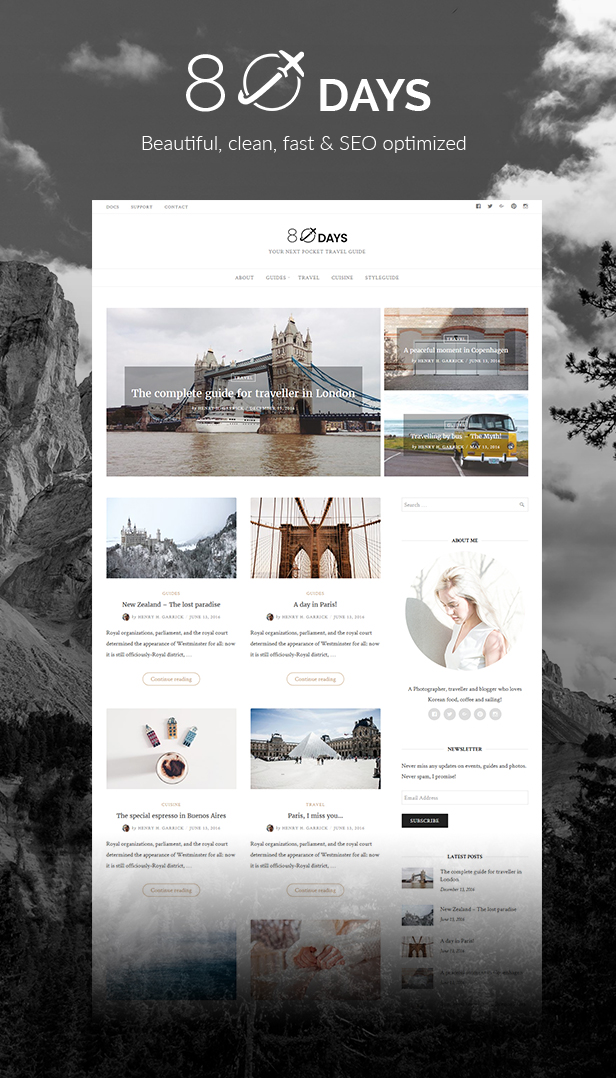 80 DAYS
Beautiful, clean, fast & SEO optimized
DOCS SUPPORT CONTACT
80 DAYS
YOUR NEXT POCKET TRAVEL GUIDE
ABOUT GUIDES TRAVEL CUISINE STYLEGUIDE
TRAVEL
The complete guide for traveller in London
by HENRY H. GARRICK / DECEMBER 13, 2016
TRAVEL
A peaceful moment in Copenhagen
by HENRY H. GARRICK / JUNE 13, 2016
Travelling by bus – The Myth!
by HENRY H. GARRICK / MAY 13, 2016
Search ...
GUIDES
New Zealand – The lost paradise
by HENRY H. GARRICK / JUNE 13, 2016
Royal organizations, parliament, and the royal court
determined the appearance of Westminster for all: now
it is still officiously-Royal district, ...
Continue reading
GUIDES
A day in Paris!
by HENRY H. GARRICK / JUNE 13, 2016
Royal organizations, parliament, and the royal court
determined the appearance of Westminster for all: now
it is still officiously-Royal district, ...
Continue reading
ABOUT ME
A Photographer, traveller and blogger who loves
Korean food, coffee and sailing!
CUISINE
The special espresso in Buenos Aires
by HENRY H. GARRICK / JUNE 13, 2016
Royal organizations, parliament, and the royal court
determined the appearance of Westminster for all: now
it is still officiously-Royal district, ...
Continue reading
TRAVEL
Paris, I miss you...
by HENRY H. GARRICK / JUNE 13, 2016
Royal organizations, parliament, and the royal court
determined the appearance of Westminster for all: now
it is still officiously-Royal district, ...
Continue reading
NEWSLETTER
Never miss any updates on events, guides and photos.
Never spam, I promise!
Email Address
SUBSCRIBE
LATEST POSTS
The complete guide for traveller in
London
December 13, 2016
New Zealand – The lost paradise
June 13, 2016
A day in Paris!
June 13, 2016